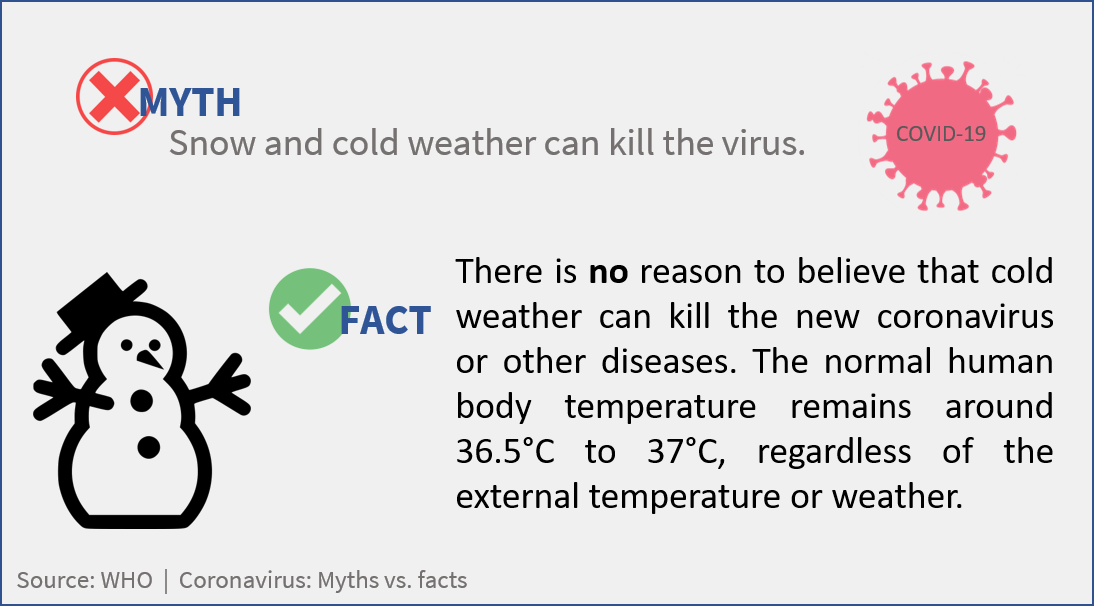 MYTH
Snow and cold weather can kill the virus.
COVID-19
FACT
There is no reason to believe that cold
weather can kill the new coronavirus
or other diseases. The normal human
body temperature remains around
36.5°C to 37°C, regardless of the
external temperature or weather.
Source: WHO | Coronavirus: Myths vs. facts